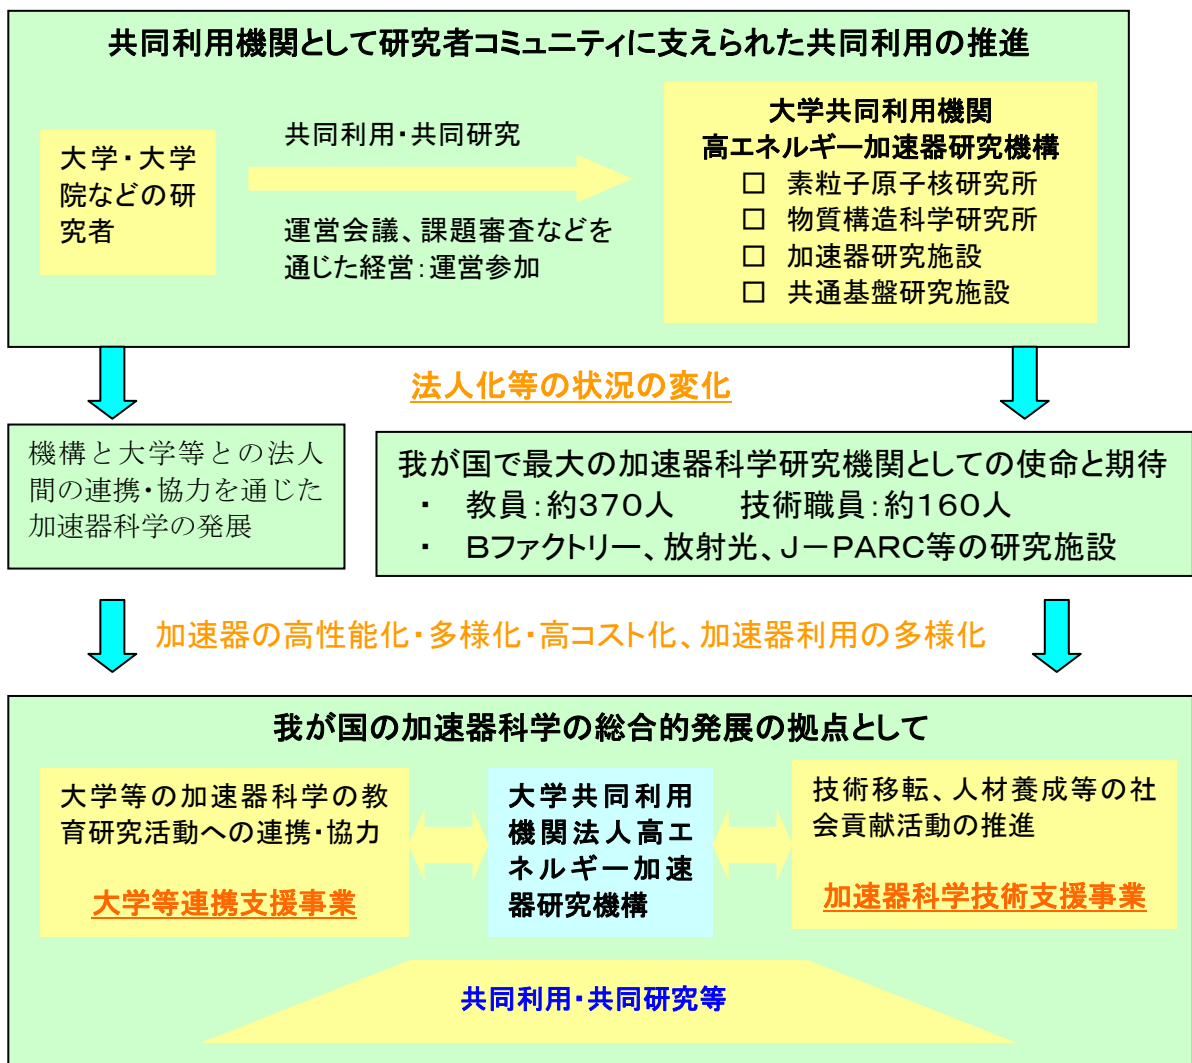 共同利用機関として研究者コミュニティに支えられた共同利用の推進
大学・大学
院などの研
究者
共同利用・共同研究
運営会議、課題審査などを
通じた経営：運営参加
大学共同利用機関
高エネルギー加速器研究機構
□ 素粒子原子核研究所
□ 物質構造科学研究所
□ 加速器研究施設
□ 共通基盤研究施設
法人化等の状況の変化
機構と大学等との法人
間の連携・協力を通じた
加速器科学の発展
我が国で最大の加速器科学研究機関としての使命と期待
・ 教員：約３７０人　技術職員：約１６０人
・ Ｂファクトリー、放射光、Ｊ－ＰＡＲＣ等の研究施設
加速器の高性能化・多様化・高コスト化、加速器利用の多様化
我が国の加速器科学の総合的発展の拠点として
大学等の加速器科学の教
育研究活動への連携・協力
大学等連携支援事業
大学共同利用
機関法人高エ
ネルギー加速
器研究機構
技術移転、人材養成等の社
会貢献活動の推進
加速器科学技術支援事業
共同利用・共同研究等